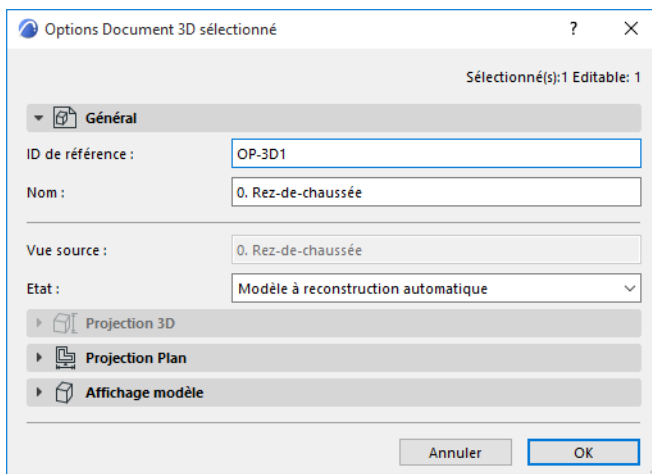 Options Document 3D sélectionné
?
Sélectionné(s):1 Editable: 1
Général
ID de référence :
OP-3D1
Nom :
0. Rez-de-chaussée
Vue source :
0. Rez-de-chaussée
Etat :
Modèle à reconstruction automatique
Projection 3D
Projection Plan
Affichage modèle
Annuler
OK